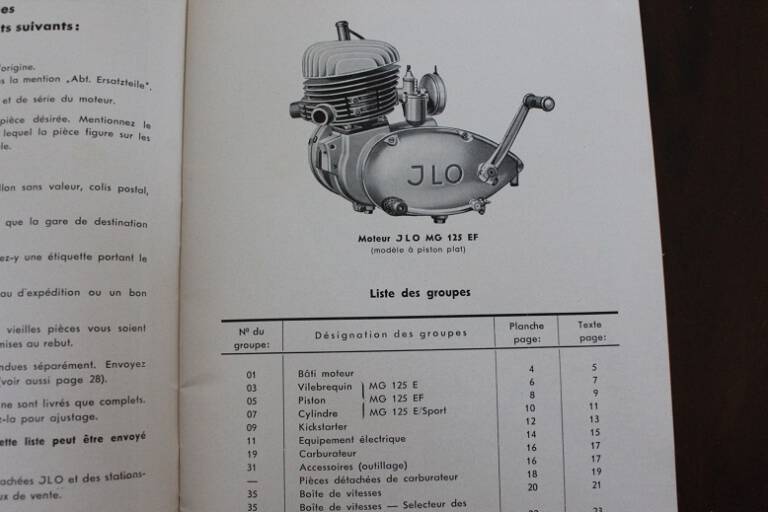 es
ts suivants:
'origine.
s la mention „Abt. Ersatzteile",
et de série du moteur.
pièce désirée. Mentionnez le
lequel la pièce figure sur les
le.
llon sans valeur, colis postal,
que la gare de destination
ez-y une étiquette portant le
au d'expédition ou un bon
vieilles pièces vous soient
mises au rebut.
ndues séparément. Envoyez
(voir aussi page 28).
ne sont livrés que complets.
z-la pour ajustage.
ette liste peut être envoyé
tachées JLO et des stations-
ux de vente.
JLO
Moteur JLO MG 125 EF
(modèle à piston plat)
Liste des groupes
Nº du groupe: Désignation des groupes Planche page: Texte page:
01 Bâti moteur 4 5
03 Vilebrequin MG 125 E 6 7
05 Piston MG 125 EF 8 9
07 Cylindre MG 125 E/Sport 10 11
09 Kickstarter 12 13
11 Equipement électrique 14 15
19 Carburateur 16 17
31 Accessoires (outillage) 16 17
— Pièces détachées de carburateur 18 19
35 Boîte de vitesses 20 21
35 Boîte de vitesses — Selecteur des 23